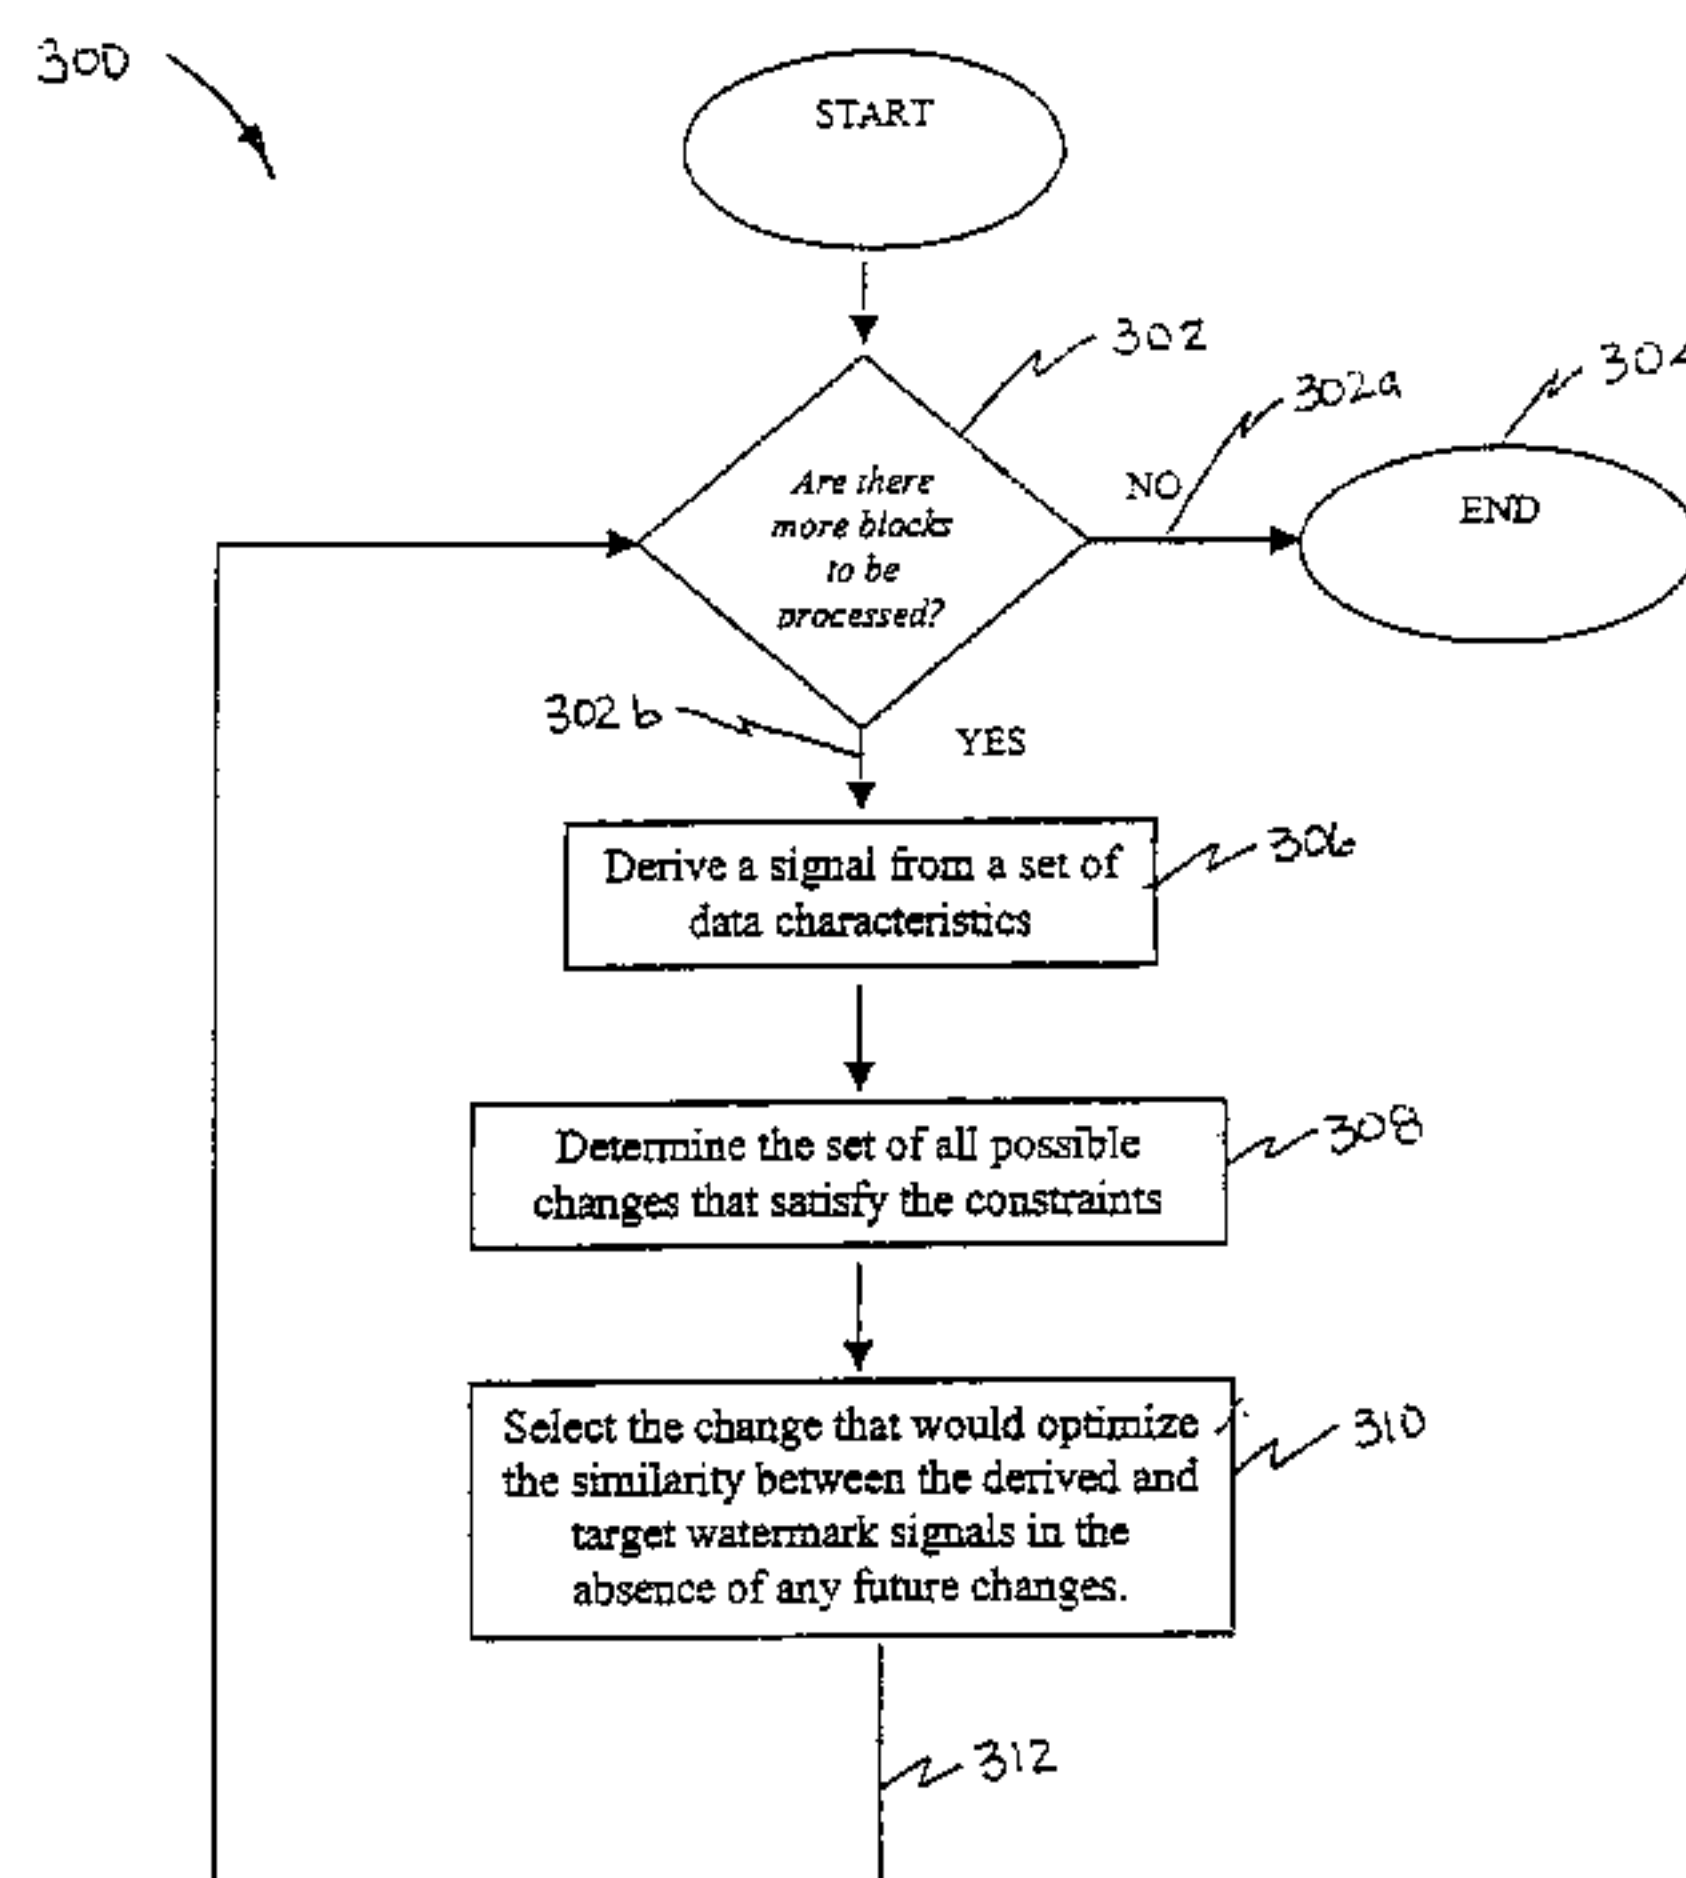 300
START
302
302a
NO
END
Are there
more blocks
to be
processed?
302b
YES
Derive a signal from a set of
data characteristics
306
Determine the set of all possible
changes that satisfy the constraints
308
Select the change that would optimize
the similarity between the derived and
target watermark signals in the
absence of any future changes.
310
312